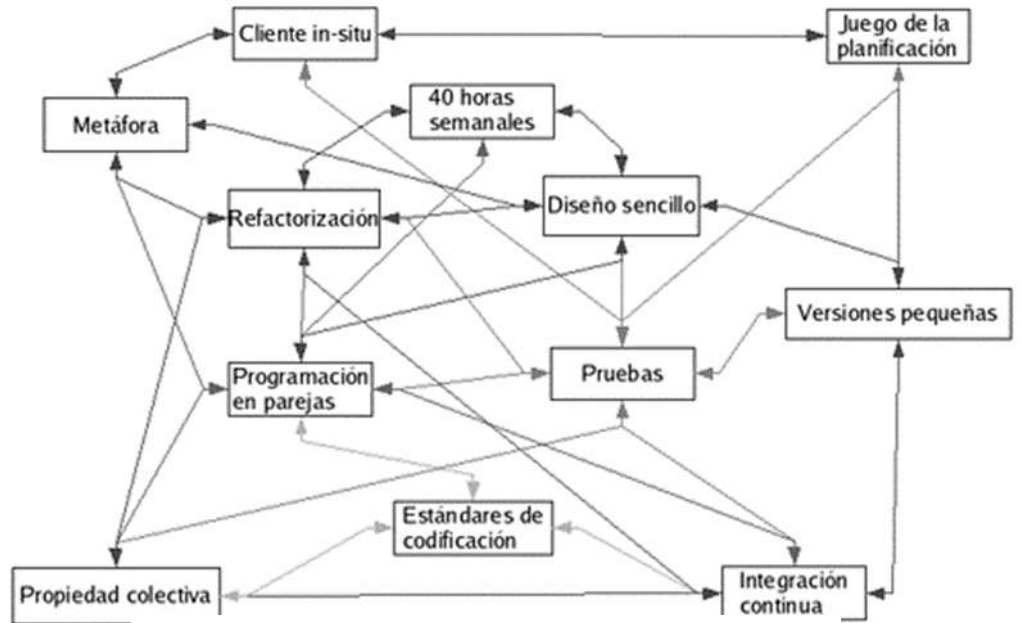 Cliente in-situ
Juego de la
planificación
40 horas
semanales
Metáfora
Refactorización
Diseño sencillo
Versiones pequeñas
Programación
en parejas
Pruebas
Estándares de
codificación
Propiedad colectiva
Integración
contínua